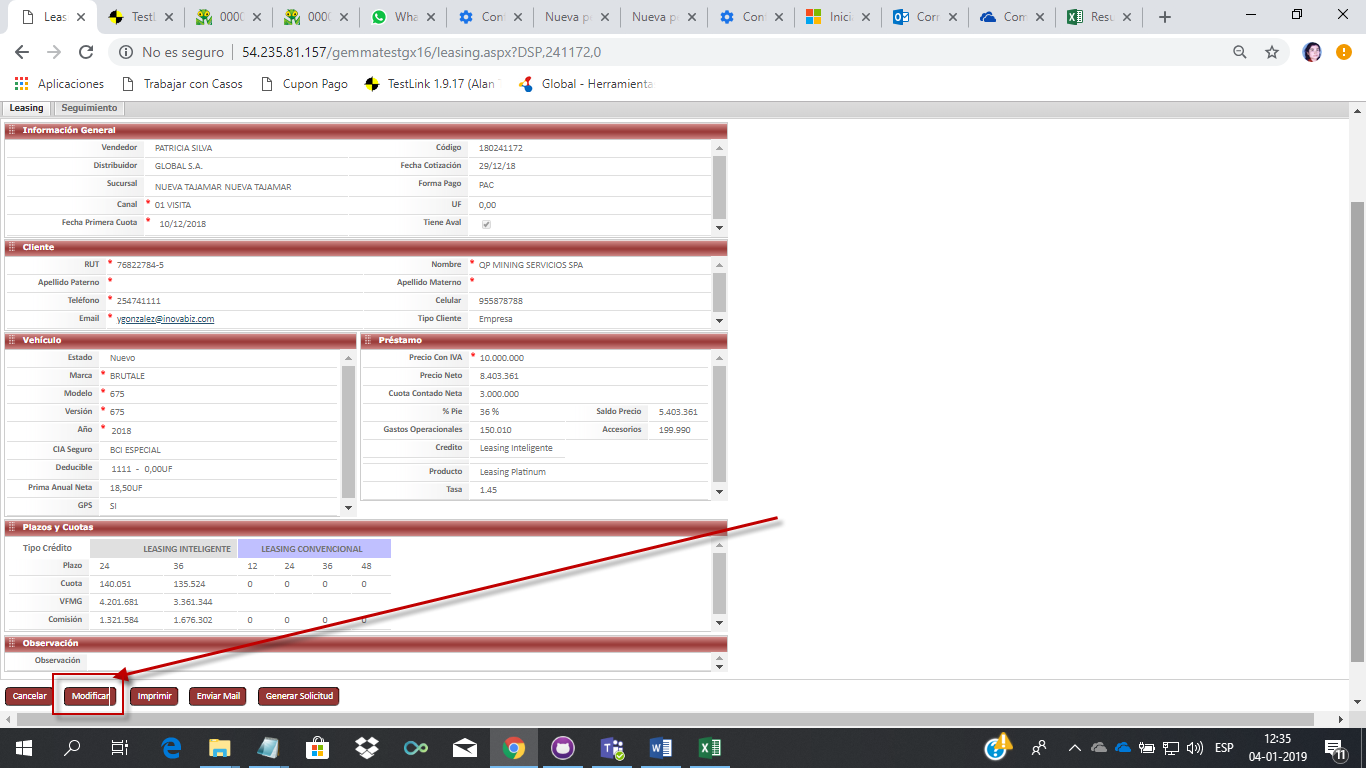 Leas
TestL
0000
0000
Wha
Cont
Nueva p
Nueva p
Cont
Inici
Corr
Com
Resu
No es seguro
54.235.81.157/gemmatestgx16/leasing.aspx?DSP,241172,0
Aplicaciones
Trabajar con Casos
Cupon Pago
TestLink 1.9.17 (Alan
Global - Herramienta
Leasing
Seguimiento
Información General
Vendedor PATRICIA SILVA Código 180241172
Distribuidor GLOBAL S.A. Fecha Cotización 29/12/18
Sucursal NUEVA TAJAMAR NUEVA TAJAMAR Forma Pago PAC
Canal * 01 VISITA UF 0,00
Fecha Primera Cuota * 10/12/2018 Tiene Aval
Cliente
RUT * 76822784-5 Nombre * QP MINING SERVICIOS SPA
Apellido Paterno * Apellido Materno *
Teléfono * 254741111 Celular 955878788
Email * ygonzalez@inovabiz.com Tipo Cliente Empresa
Vehículo
Estado Nuevo
Marca * BRUTALE
Modelo * 675
Versión * 675
Año * 2018
CIA Seguro BCI ESPECIAL
Deducible 1111 - 0,00UF
Prima Anual Neta 18,50UF
GPS SI
Préstamo
Precio Con IVA * 10.000.000
Precio Neto 8.403.361
Cuota Contado Neta 3.000.000
% Pie 36 % Saldo Precio 5.403.361
Gastos Operacionales 150.010 Accesorios 199.990
Credito Leasing Inteligente
Producto Leasing Platinum
Tasa 1.45
Plazos y Cuotas
Tipo Crédito LEASING INTELIGENTE LEASING CONVENCIONAL
Plazo 24 36 12 24 36 48
Cuota 140.051 135.524 0 0 0 0
VFMG 4.201.681 3.361.344
Comisión 1.321.584 1.676.302 0 0 0 0
Observación
Observación
Cancelar
Modificar
Imprimir
Enviar Mail
Generar Solicitud
ESP
12:35
04-01-2019
11